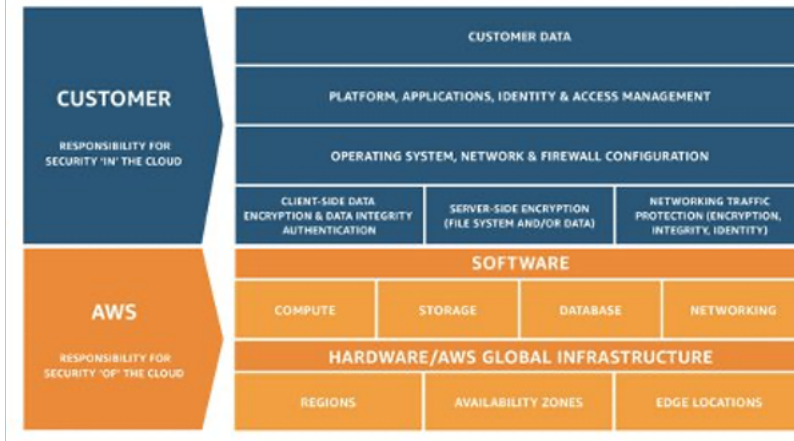 CUSTOMER
RESPONSIBILITY FOR
SECURITY 'IN' THE CLOUD
CUSTOMER DATA
PLATFORM, APPLICATIONS, IDENTITY & ACCESS MANAGEMENT
OPERATING SYSTEM, NETWORK & FIREWALL CONFIGURATION
CLIENT-SIDE DATA
ENCRYPTION & DATA INTEGRITY
AUTHENTICATION
SERVER-SIDE ENCRYPTION
(FILE SYSTEM AND/OR DATA)
NETWORKING TRAFFIC
PROTECTION (ENCRYPTION,
INTEGRITY, IDENTITY)
AWS
RESPONSIBILITY FOR
SECURITY 'OF' THE CLOUD
SOFTWARE
COMPUTE
STORAGE
DATABASE
NETWORKING
HARDWARE/AWS GLOBAL INFRASTRUCTURE
REGIONS
AVAILABILITY ZONES
EDGE LOCATIONS